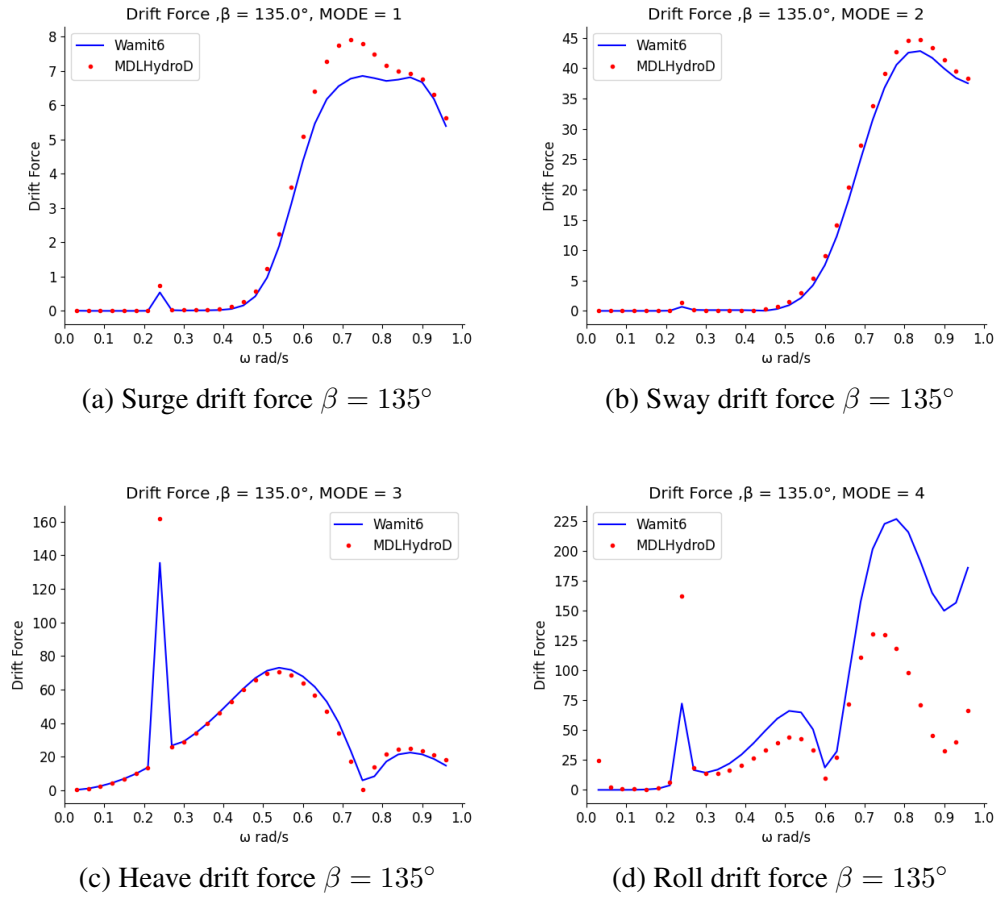 Drift Force ,β = 135.0°, MODE = 1
Drift Force
8
7
6
5
4
3
2
1
0
Wamit6
MDLHydroD
0.0 0.1 0.2 0.3 0.4 0.5 0.6 0.7 0.8 0.9 1.0
ω rad/s
(a) Surge drift force β = 135°
Drift Force ,β = 135.0°, MODE = 2
Drift Force
45
40
35
30
25
20
15
10
5
0
Wamit6
MDLHydroD
0.0 0.1 0.2 0.3 0.4 0.5 0.6 0.7 0.8 0.9 1.0
ω rad/s
(b) Sway drift force β = 135°
Drift Force ,β = 135.0°, MODE = 3
Drift Force
160
140
120
100
80
60
40
20
0
Wamit6
MDLHydroD
0.0 0.1 0.2 0.3 0.4 0.5 0.6 0.7 0.8 0.9 1.0
ω rad/s
(c) Heave drift force β = 135°
Drift Force ,β = 135.0°, MODE = 4
Drift Force
225
200
175
150
125
100
75
50
25
0
Wamit6
MDLHydroD
0.0 0.1 0.2 0.3 0.4 0.5 0.6 0.7 0.8 0.9 1.0
ω rad/s
(d) Roll drift force β = 135°